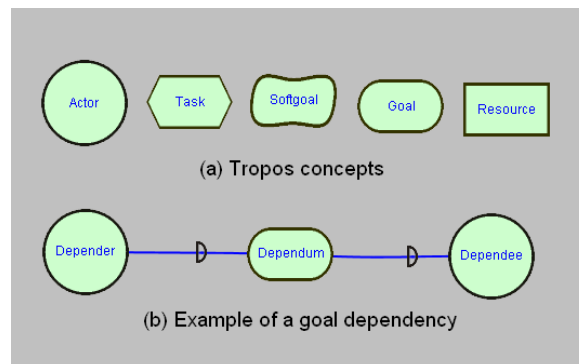 Actor Task Softgoal Goal Resource
(a) Tropos concepts
Depender Dependum Dependee
(b) Example of a goal dependency